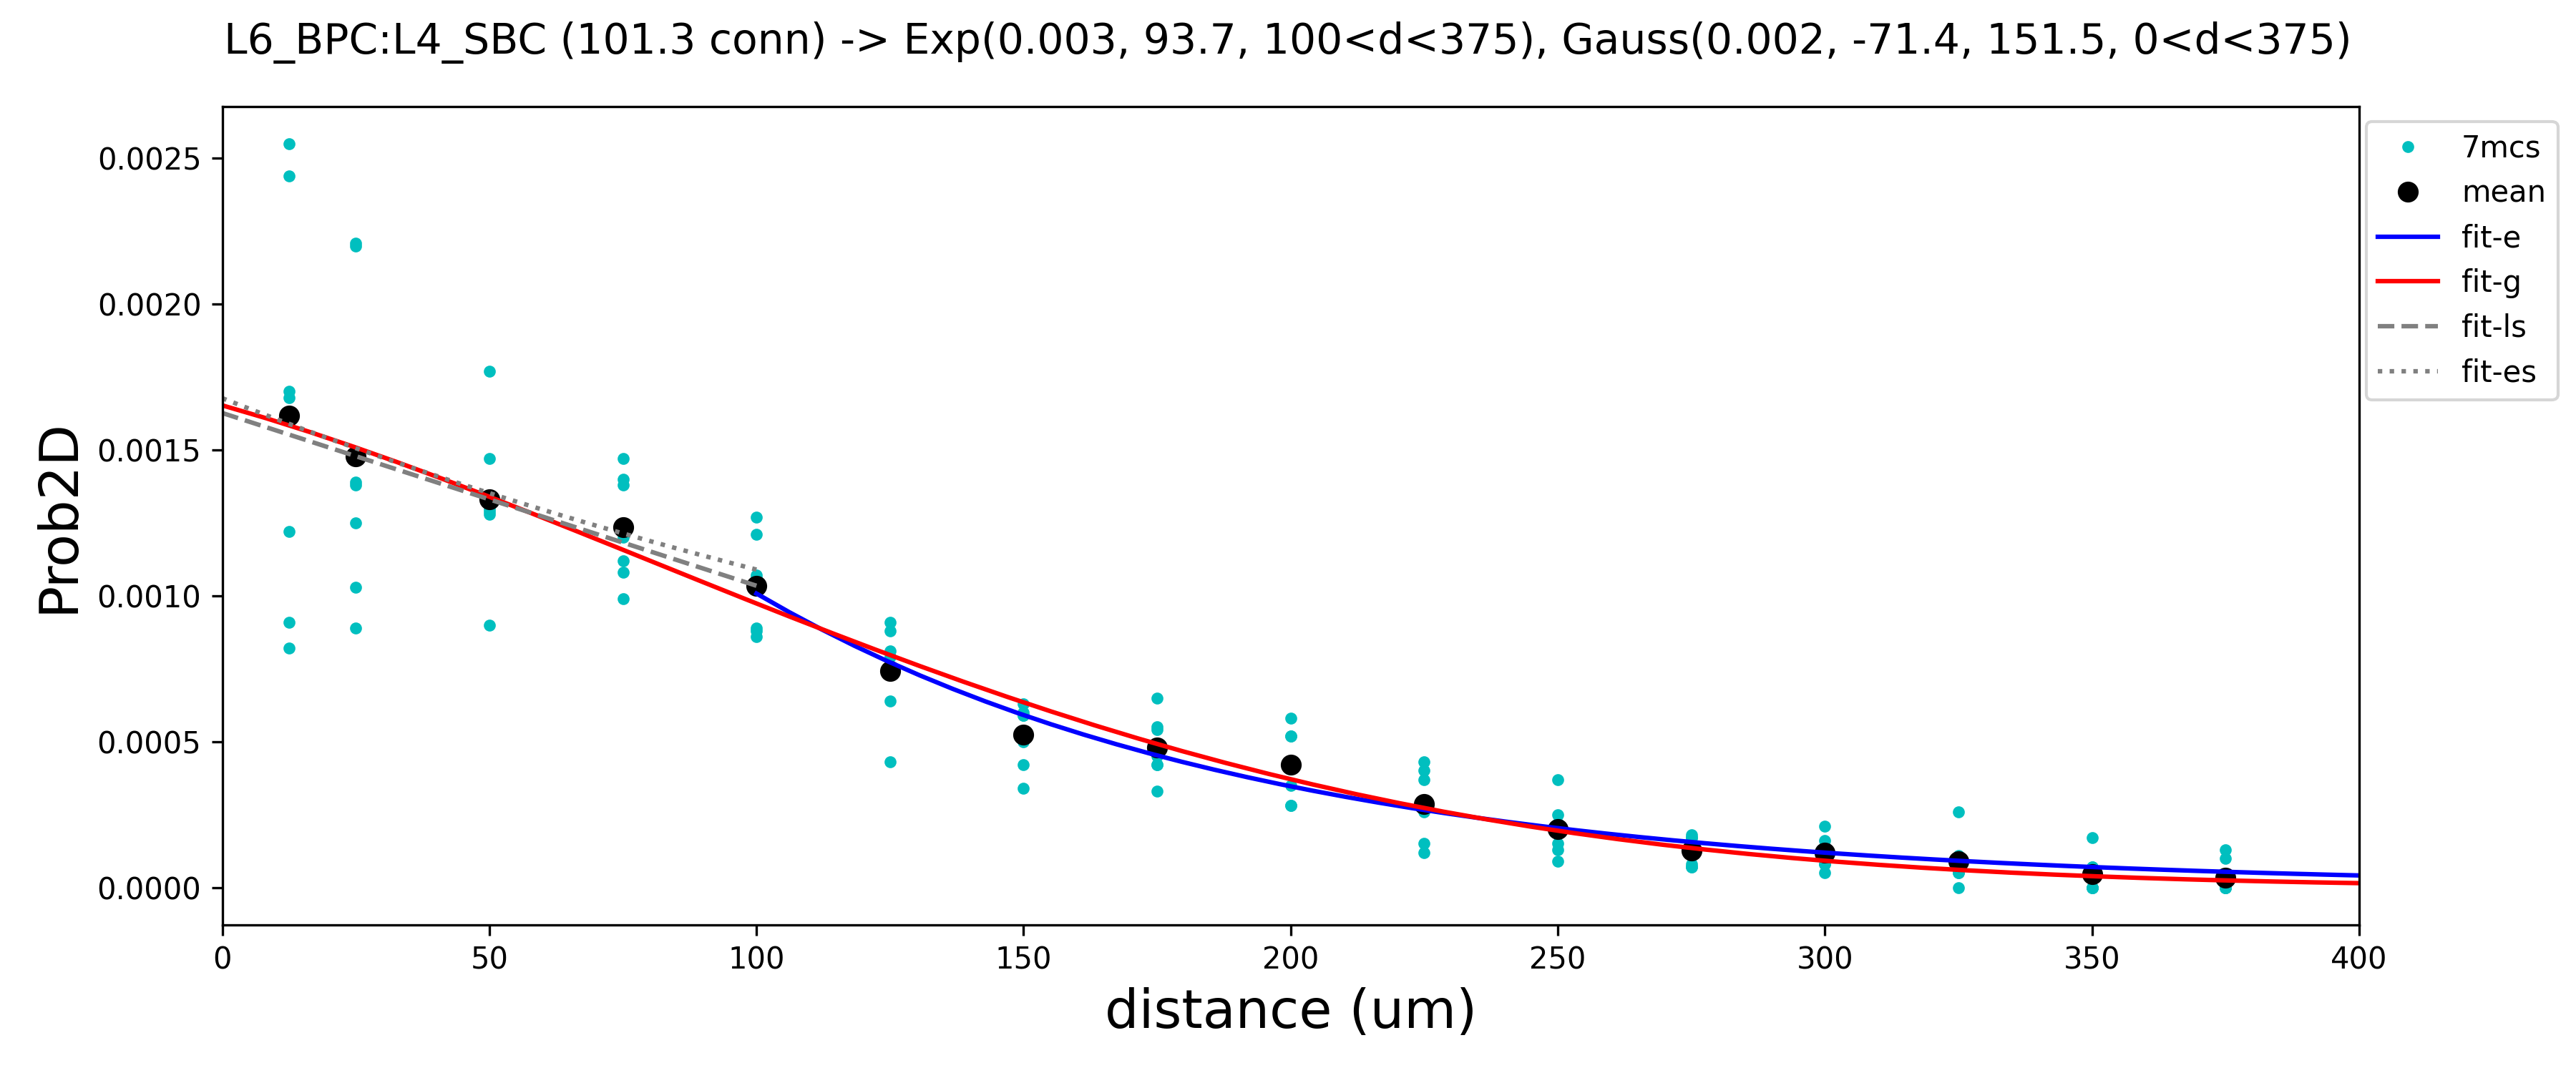 L6_BPC:L4_SBC (101.3 conn) -> Exp(0.003, 93.7, 100<d<375), Gauss(0.002, -71.4, 151.5, 0<d<375)
0.0025
0.0020
0.0015
0.0010
0.0005
0.0000
Prob2D
0 50 100 150 200 250 300 350 400
distance (um)
7mcs
mean
fit-e
fit-g
fit-ls
fit-es